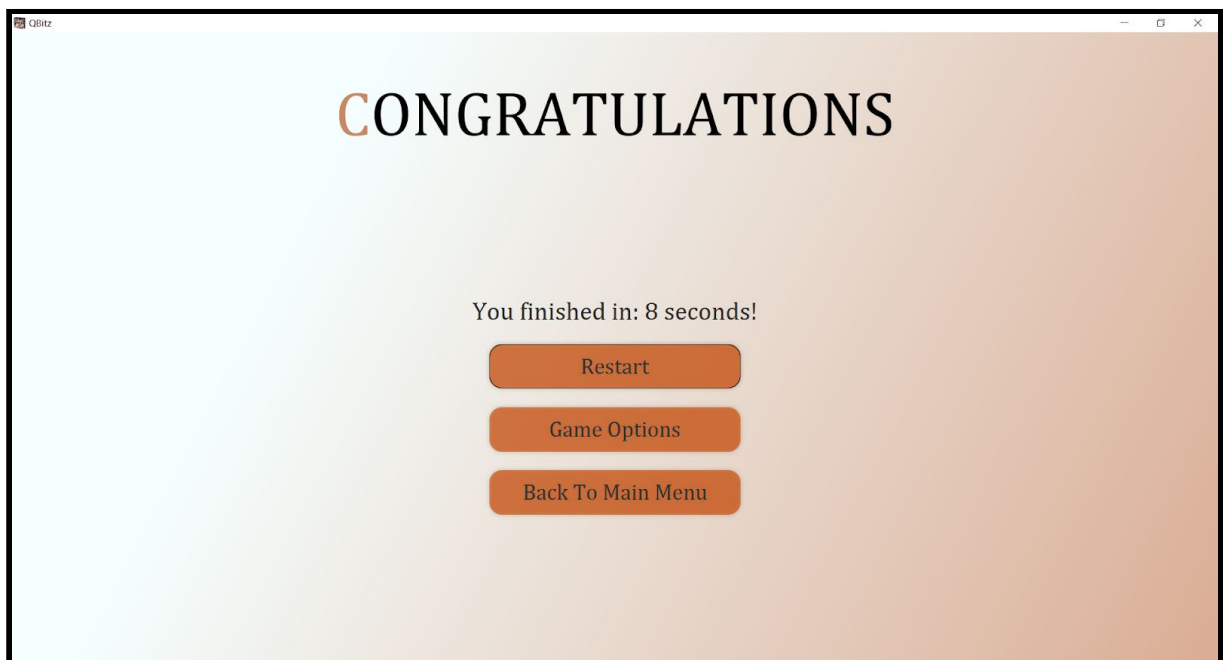 QBitz
CONGRATULATIONS
You finished in: 8 seconds!
Restart
Game Options
Back To Main Menu